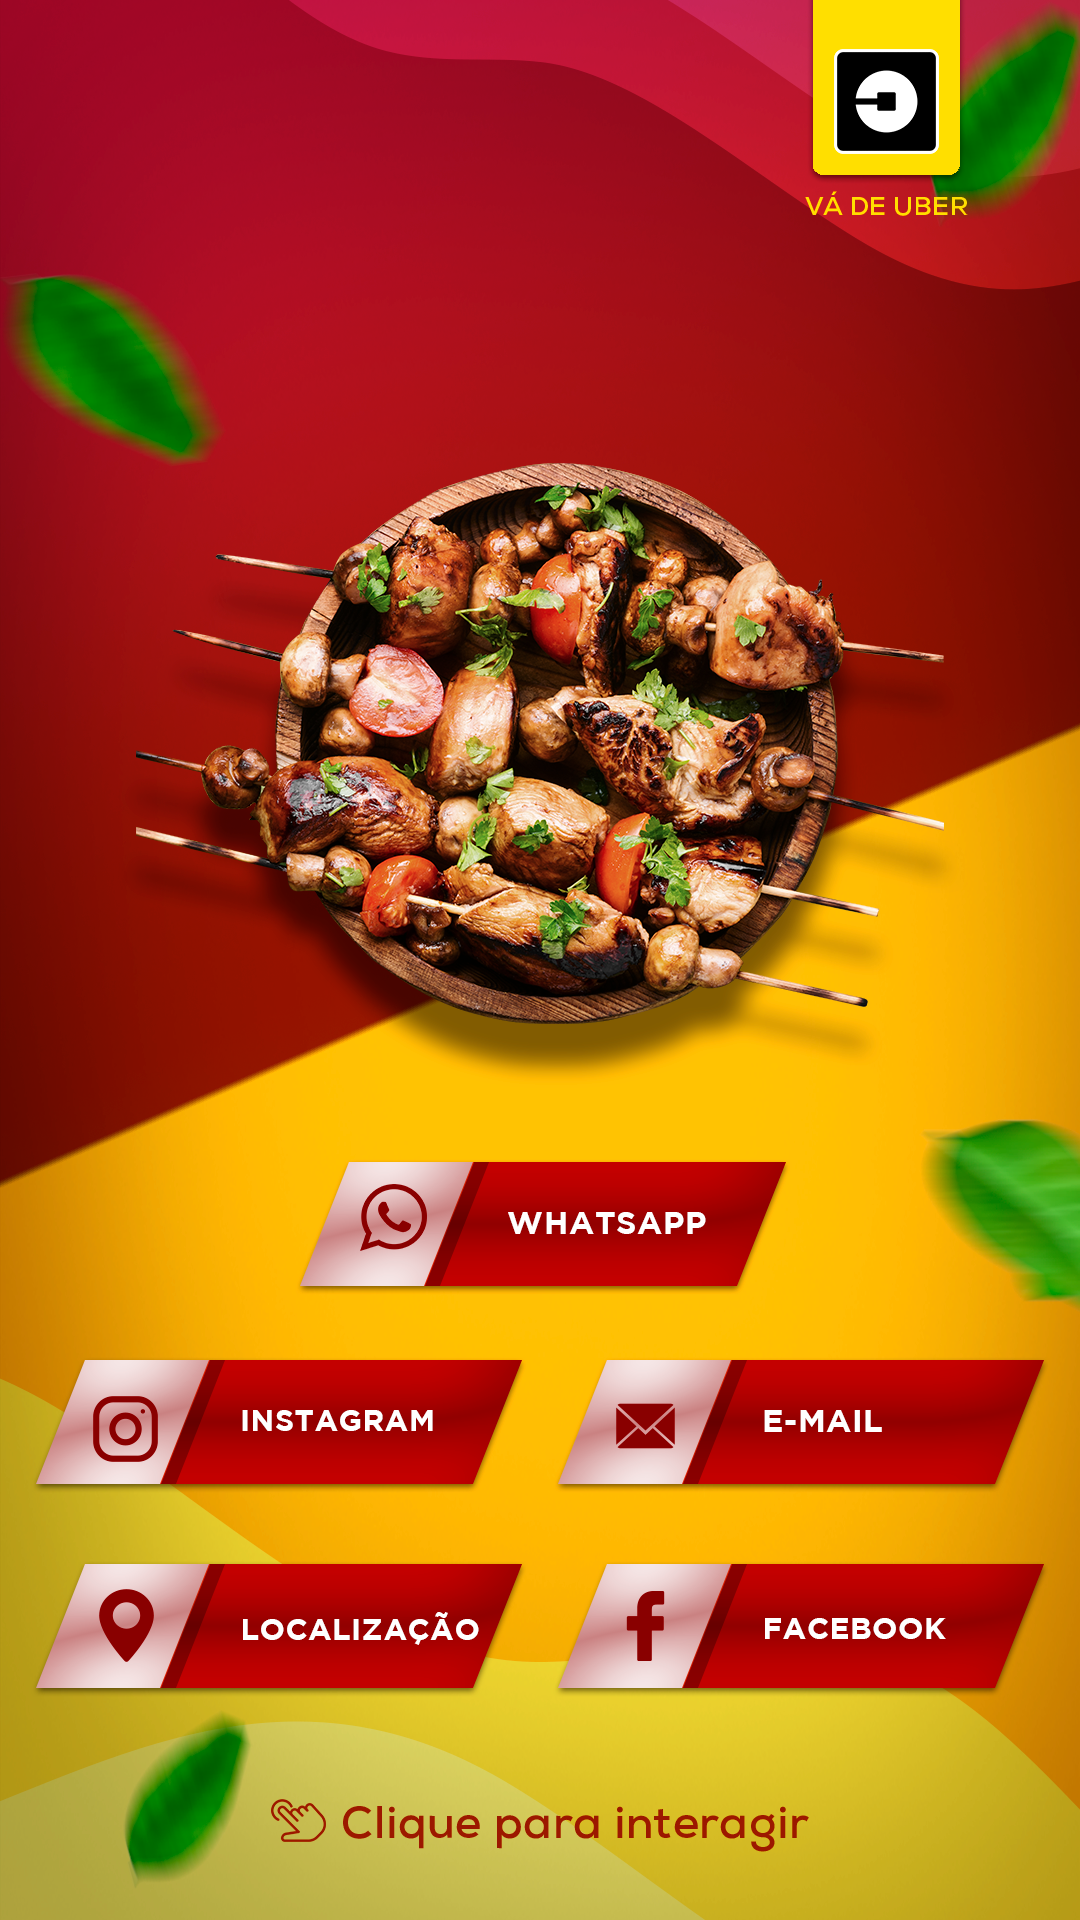 VÁ DE UBER
WHATSAPP
INSTAGRAM
E-MAIL
LOCALIZAÇÃO
FACEBOOK
Clique para interagir